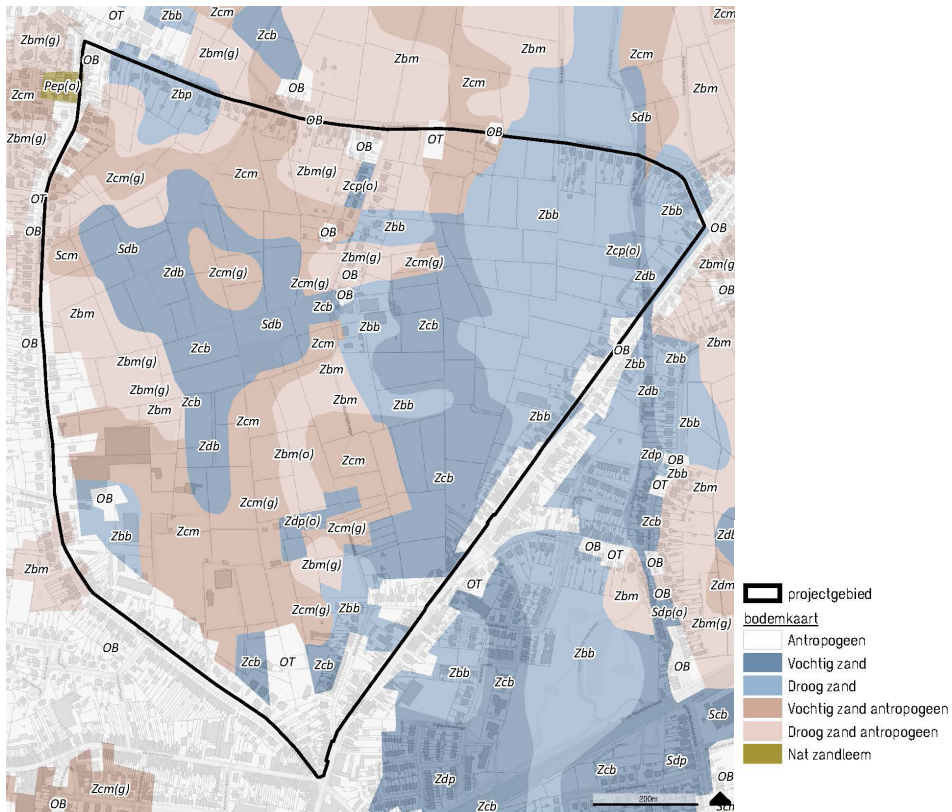 OT
Zbb
Zcm
Zbm(g)
Zcb
OB
Zbm(g)
Zbm
Zbm
Zcm
Zcm
Zbm
Pep(o)
Zcm
Zbp
OB
Sdb
Zbm(g)
OB
OB
OT
OB
Zcm(g)
Zcm
Zbm(g)
Zcp(o)
OT
OB
OB
Zbb
Zbb
Zbb
OB
Scm
Sdb
Zdb
Zcm(g)
Zbm(g)
OB
Zcm(g)
Zcp(o)
Zdb
Zbm(g)
Zcm(g)
OB
Zcb
OB
Zbm
Sdb
Zbb
Zcb
OB
Zcb
Zcm
OB
Zbm
Zbm(g)
Zbm
Zbb
Zbb
Zbm(g)
Zcb
Zbm
Zbm
Zbb
Zdb
Zcm
Zbb
Zbb
Zdb
Zbm(o)
Zcm
Zdp
OB
Zbb
Zcb
OT
Zbm
OB
Zcm(g)
Zbb
Zcm
Zdp(o)
Zcm(g)
Zcb
OB
OT
OB
Zbm
Zbm(g)
OT
Zbm
OB
Zdm
Zcm(g)
Zbb
Sdp(o)
Zbm(g)
OB
Zcb
OT
Zcb
Zbb
Zcb
Zbb
OB
Scb
Zdp
Zcb
Sdp
Zcm(g)
OB
Zcb
OB
200m
projectgebied
bodemkaart
Antropogeen
Vochtig zand
Droog zand
Vochtig zand antropogeen
Droog zand antropogeen
Nat zandleem